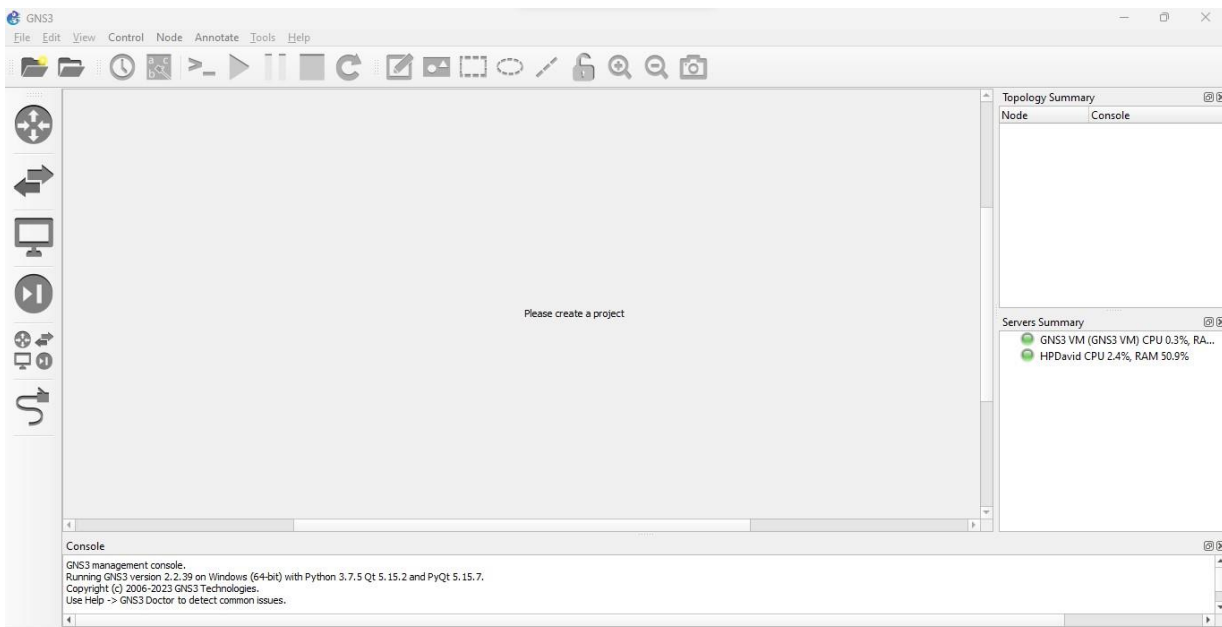 GNS3
File Edit View Control Node Annotate Tools Help
Topology Summary
Node Console
Please create a project
Servers Summary
GNS3 VM (GNS3 VM) CPU 0.3%, RA...
HPDavid CPU 2.4%, RAM 50.9%
Console
GNS3 management console.
Running GNS3 version 2.2.39 on Windows (64-bit) with Python 3.7.5 Qt 5.15.2 and PyQt 5.15.7.
Copyright (c) 2006-2023 GNS3 Technologies.
Use Help -> GNS3 Doctor to detect common issues.